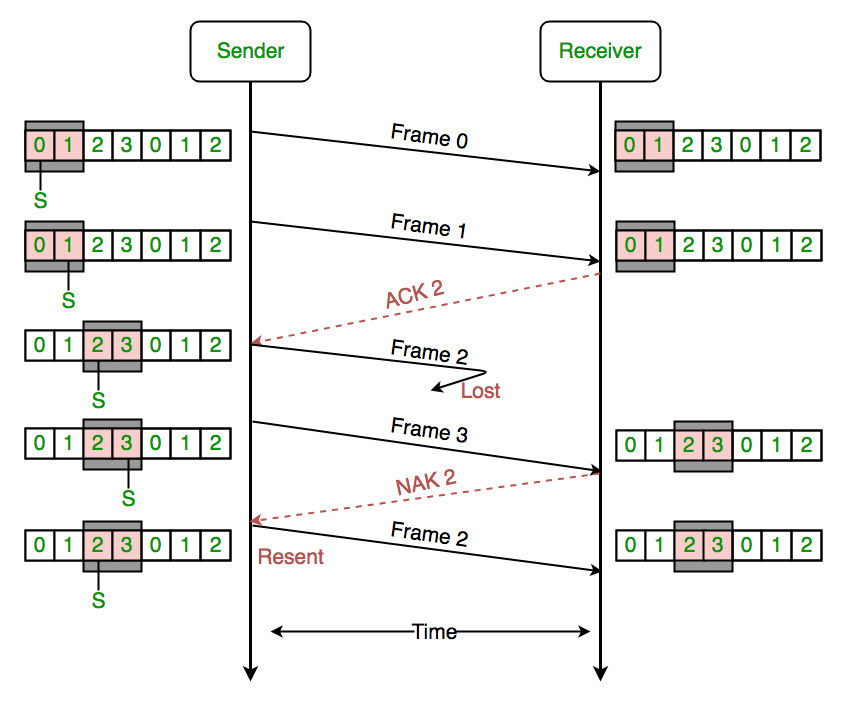 Sender
Receiver
0 1 2 3 0 1 2
Frame 0
0 1 2 3 0 1 2
S
0 1 2 3 0 1 2
Frame 1
0 1 2 3 0 1 2
S
ACK 2
0 1 2 3 0 1 2
Frame 2
Lost
S
0 1 2 3 0 1 2
Frame 3
0 1 2 3 0 1 2
S
NAK 2
0 1 2 3 0 1 2
Frame 2
0 1 2 3 0 1 2
Resent
S
Time